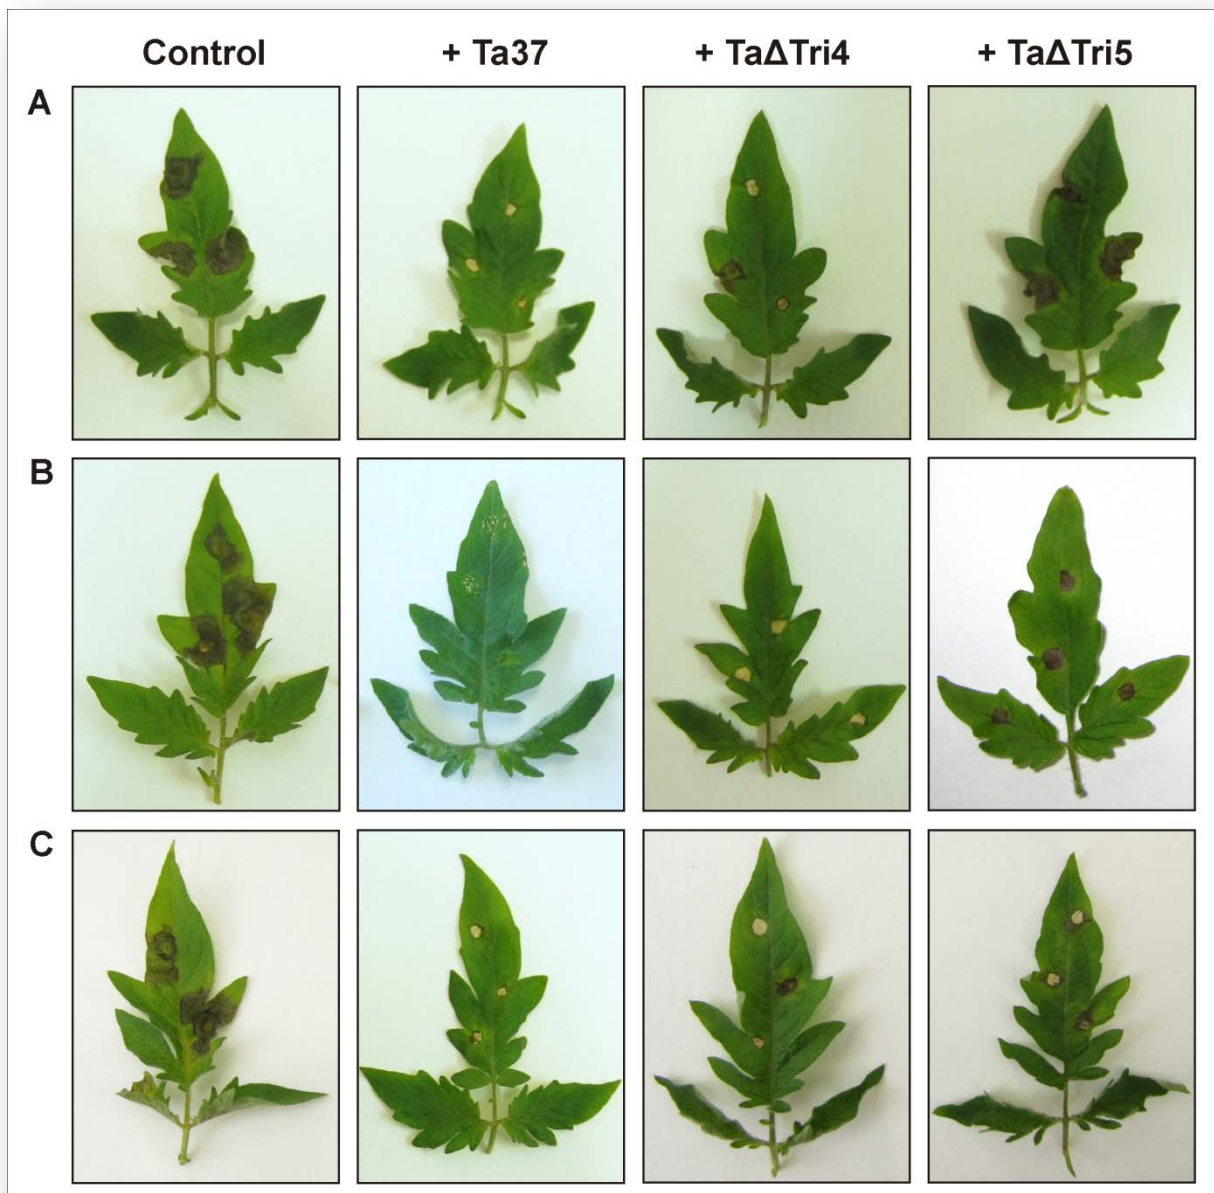 Control + Ta37 + TaΔTri4 + TaΔTri5
A
B
C